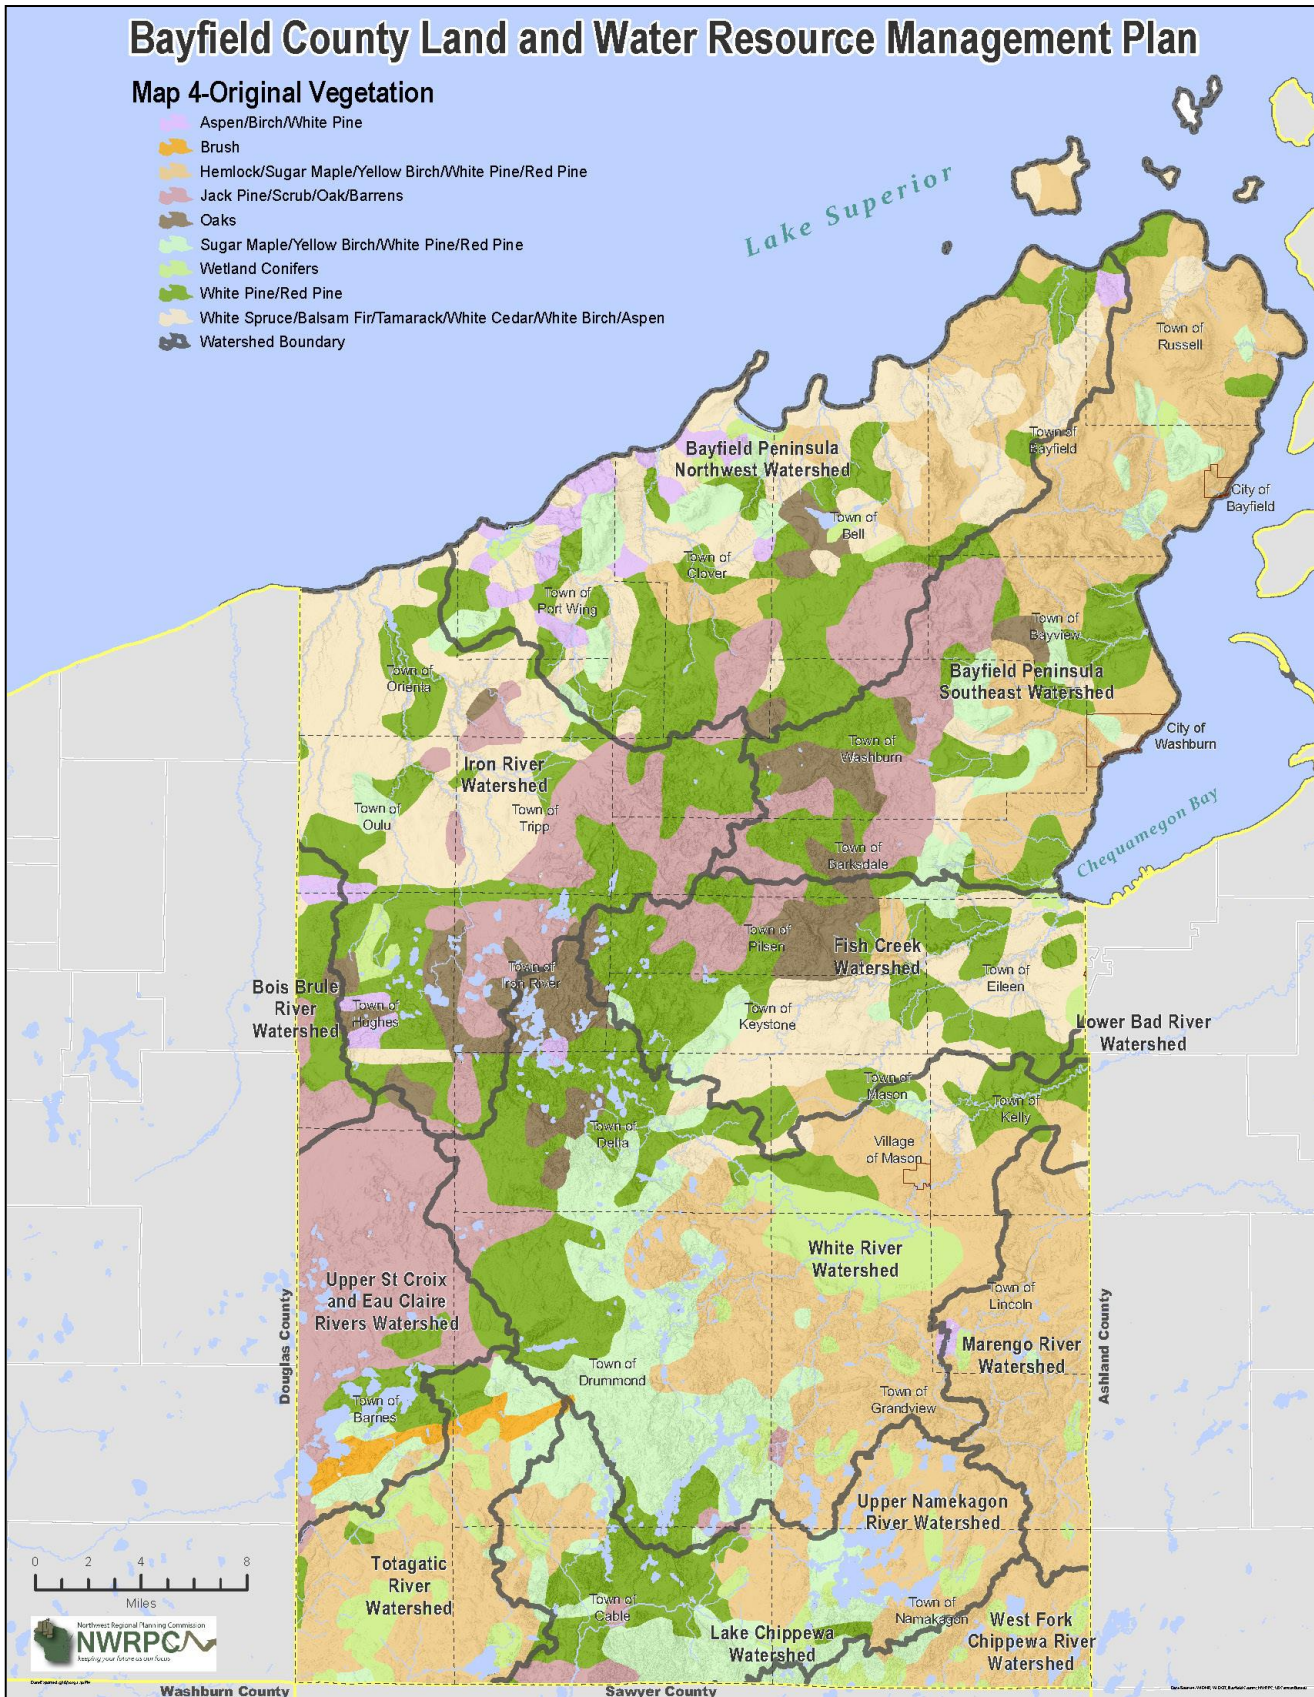 Bayfield County Land and Water Resource Management Plan
Map 4-Original Vegetation
Aspen/Birch/White Pine
Brush
Hemlock/Sugar Maple/Yellow Birch/White Pine/Red Pine
Jack Pine/Scrub/Oak/Barrens
Oaks
Sugar Maple/Yellow Birch/White Pine/Red Pine
Wetland Conifers
White Pine/Red Pine
White Spruce/Balsam Fir/Tamarack/White Cedar/White Birch/Aspen
Watershed Boundary
Lake Superior
Town of
Russell
Town of
Bayfield
Bayfield Peninsula
Northwest Watershed
City of
Bayfield
Town of
Bell
Town of
Clover
Town of
Port Wing
Town of
Bayview
Town of
Orienta
Bayfield Peninsula
Southeast Watershed
City of
Washburn
Town of
Washburn
Iron River
Watershed
Town of
Oulu
Town of
Tripp
Chequamegon Bay
Town of
Barksdale
Town of
Pilsen
Fish Creek
Watershed
Town of
Iron River
Town of
Eileen
Bois Brule
River
Watershed
Town of
Hughes
Town of
Keystone
Lower Bad River
Watershed
Town of
Mason
Town of
Kelly
Town of
Delta
Village
of Mason
White River
Watershed
Upper St Croix
and Eau Claire
Rivers Watershed
Town of
Lincoln
Douglas County
Ashland County
Marengo River
Watershed
Town of
Drummond
Town of
Barnes
Town of
Grandview
Upper Namekagon
River Watershed
Totagatic
River
Watershed
Town of
Cable
Town of
Namakagon
Lake Chippewa
Watershed
West Fork
Chippewa River
Watershed
0 2 4 8
Miles
Northwest Regional Planning Commission
NWRPC
keeping your future as our focus
Washburn County
Sawyer County